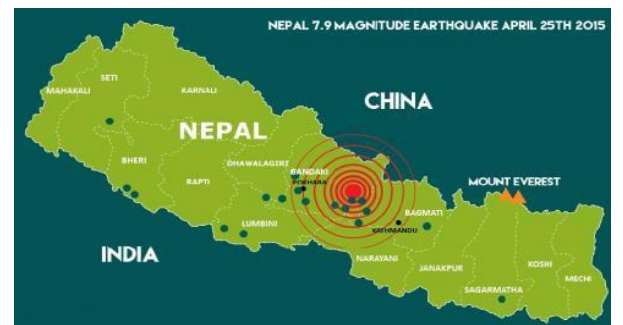 NEPAL 7.9 MAGNITUDE EARTHQUAKE APRIL 25TH 2015
CHINA
SETI
MAHAKALI
KARNALI
NEPAL
BHERI
DHAWALAGIRI
GANDAKI
POKHARA
RAPTI
MOUNT EVEREST
LUMBINI
BAGMATI
KATHMANDU
INDIA
NARAYANI
JANAKPUR
KOSHI
MECHI
SAGARMATHA